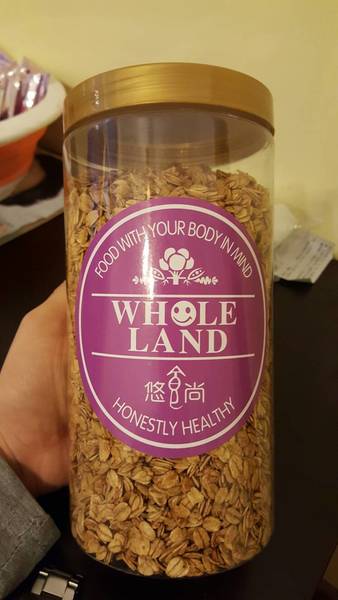 FOOD WITH YOUR BODY IN MIND
WHOLE
LAND
悠食尚
HONESTLY HEALTHY